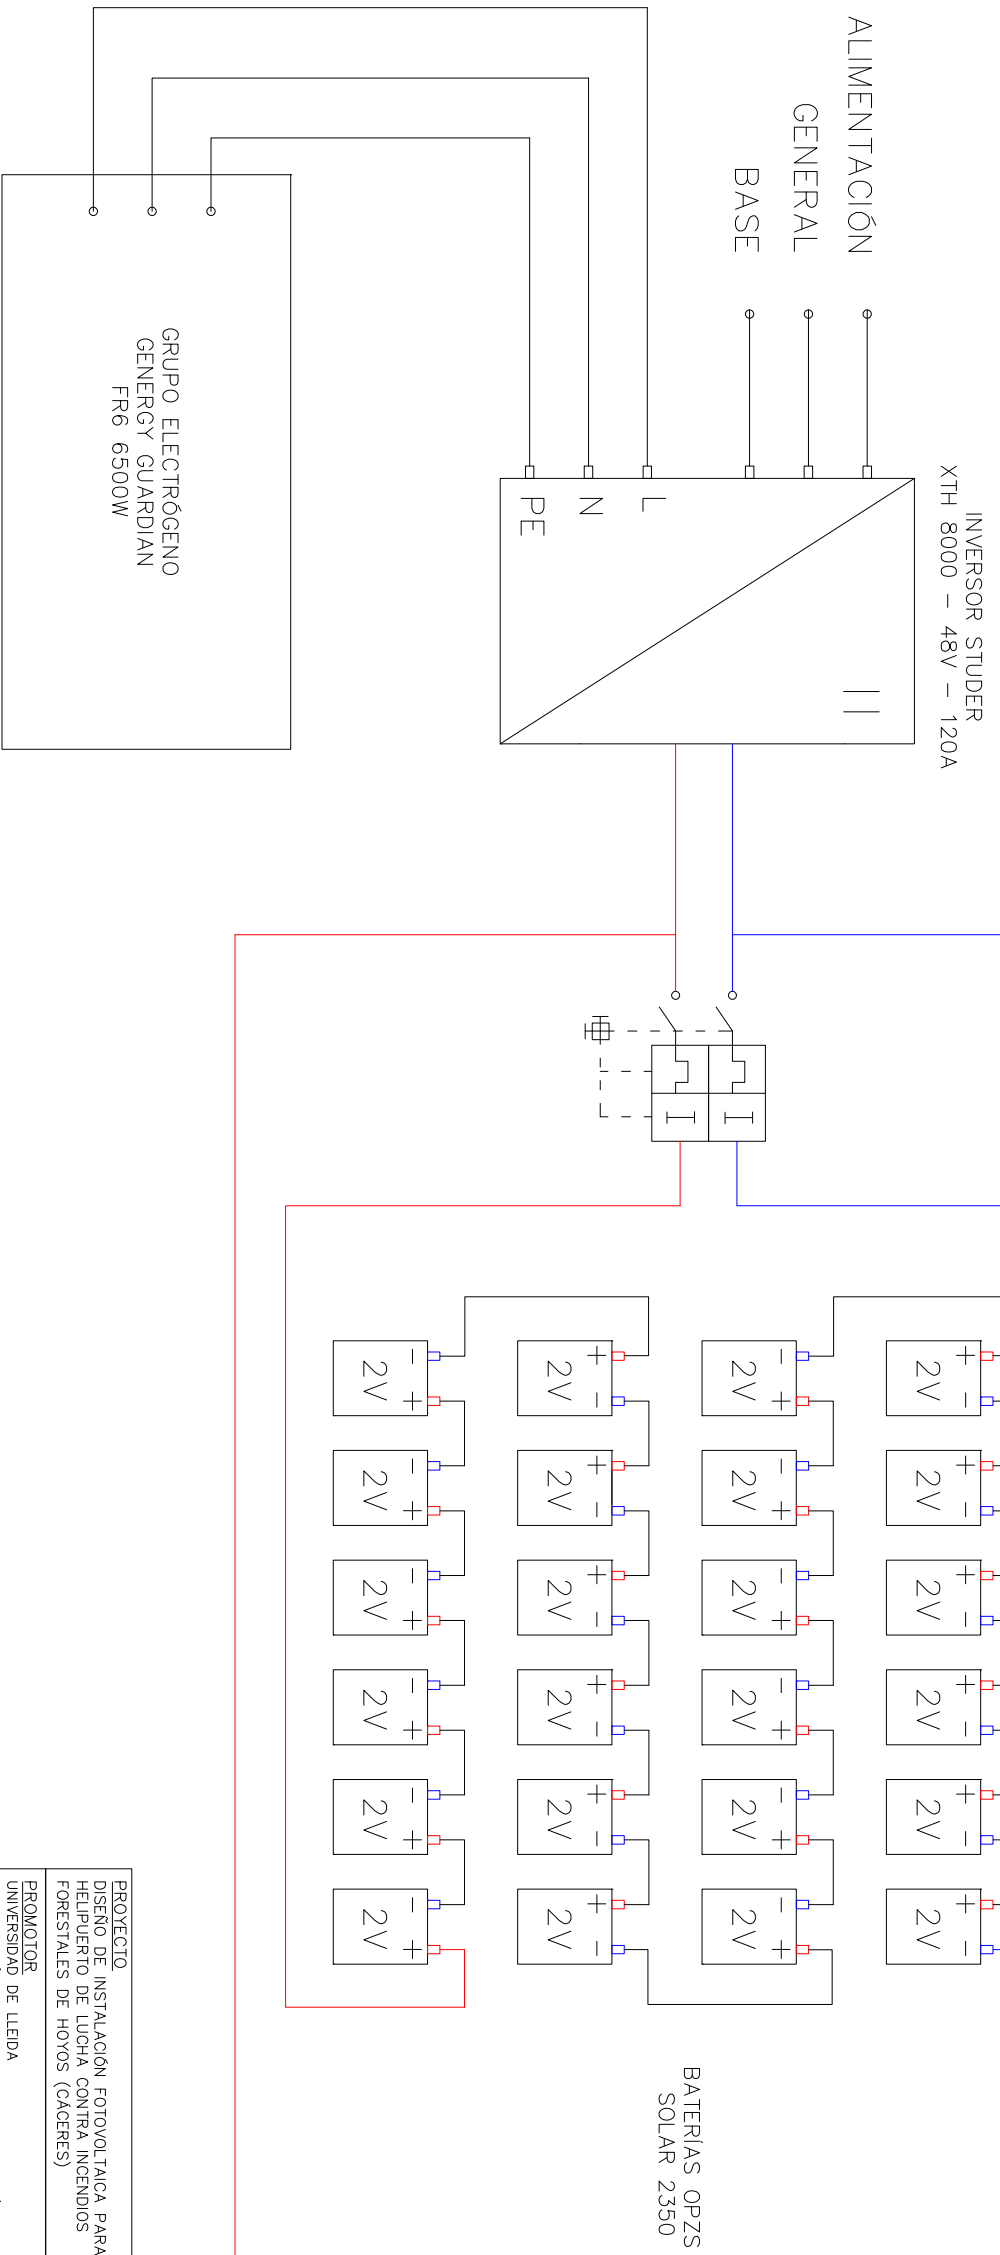 INVERSOR STUDER
XTH 8000 - 48V - 120A
ALIMENTACIÓN
GENERAL
BASE
L
N
PE
+ - + - + - + - + - + -
2V 2V 2V 2V 2V 2V
- + - + - + - + - + - +
2V 2V 2V 2V 2V 2V
+ - + - + - + - + - + -
2V 2V 2V 2V 2V 2V
- + - + - + - + - + - +
2V 2V 2V 2V 2V 2V
BATERÍAS OPZS
SOLAR 2350
GRUPO ELECTRÓGENO
GENERGY GUARDIAN
FR6 6500W
PROYECTO
DISEÑO DE INSTALACIÓN FOTOVOLTAICA PARA
HELIPUERTO DE LUCHA CONTRA INCENDIOS
FORESTALES DE HOYOS (CÁCERES)
PROMOTOR
UNIVERSIDAD DE LLEIDA